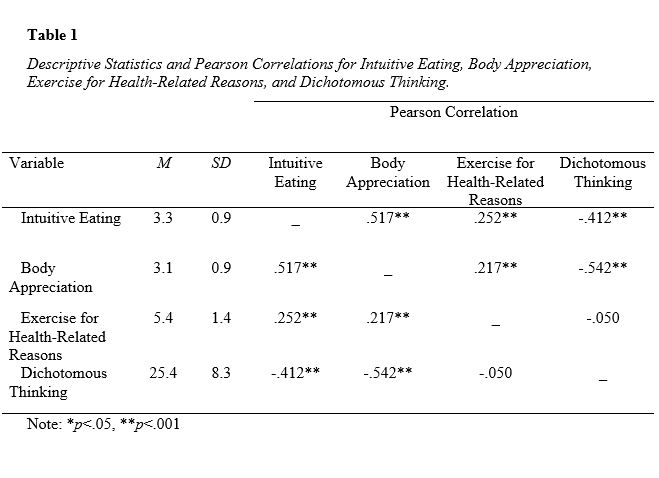 Table 1
Descriptive Statistics and Pearson Correlations for Intuitive Eating, Body Appreciation,
Exercise for Health-Related Reasons, and Dichotomous Thinking.
Pearson Correlation
Variable M SD Intuitive Eating Body Appreciation Exercise for Health-Related Reasons Dichotomous Thinking
Intuitive Eating 3.3 0.9 _ .517** .252** -.412**
Body Appreciation 3.1 0.9 .517** _ .217** -.542**
Exercise for Health-Related Reasons 5.4 1.4 .252** .217** _ -.050
Dichotomous Thinking 25.4 8.3 -.412** -.542** -.050 _
Note: *p<.05, **p<.001